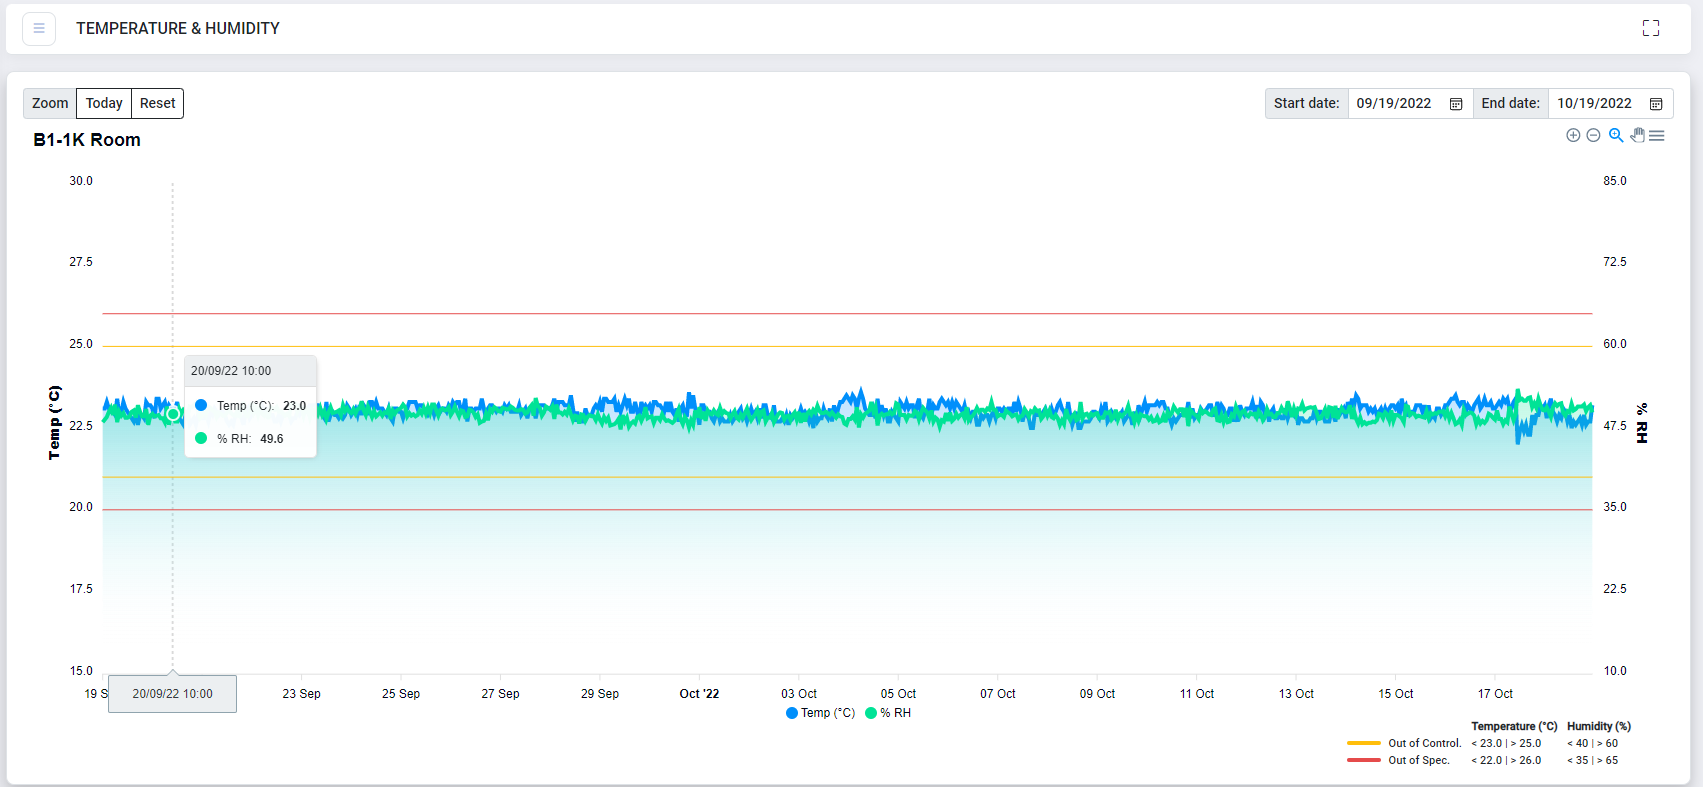 TEMPERATURE & HUMIDITY
Zoom Today Reset
Start date: 09/19/2022 End date: 10/19/2022
B1-1K Room
30.0 85.0
27.5 72.5
25.0 60.0
20/09/22 10:00
Temp (°C): 23.0
% RH: 49.6
Temp (°C)
% RH
22.5 47.5
20.0 35.0
17.5 22.5
15.0 10.0
19 S 20/09/22 10:00 23 Sep 25 Sep 27 Sep 29 Sep Oct '22 03 Oct 05 Oct 07 Oct 09 Oct 11 Oct 13 Oct 15 Oct 17 Oct
Temp (°C) % RH
Temperature (°C) Humidity (%)
Out of Control. < 23.0 | > 25.0 < 40 | > 60
Out of Spec. < 22.0 | > 26.0 < 35 | > 65